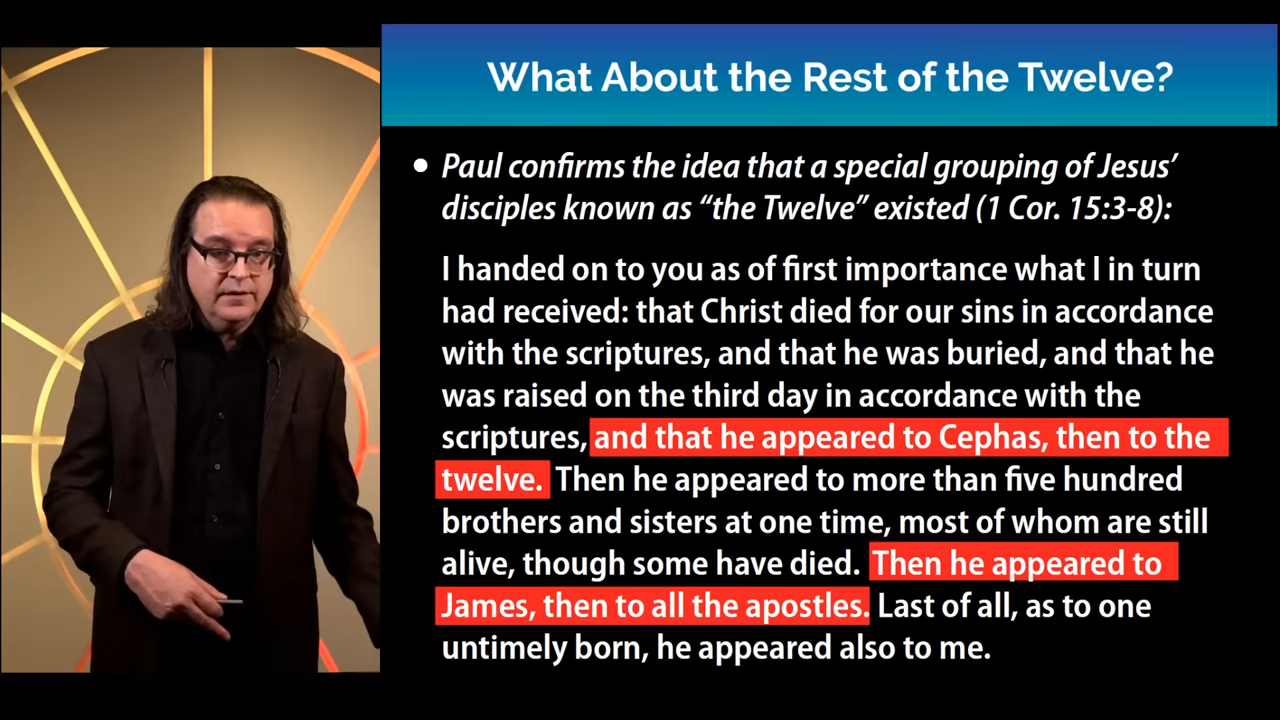 What About the Rest of the Twelve?
• Paul confirms the idea that a special grouping of Jesus’
disciples known as “the Twelve” existed (1 Cor. 15:3-8):
I handed on to you as of first importance what I in turn
had received: that Christ died for our sins in accordance
with the scriptures, and that he was buried, and that he
was raised on the third day in accordance with the
scriptures, and that he appeared to Cephas, then to the
twelve. Then he appeared to more than five hundred
brothers and sisters at one time, most of whom are still
alive, though some have died. Then he appeared to
James, then to all the apostles. Last of all, as to one
untimely born, he appeared also to me.